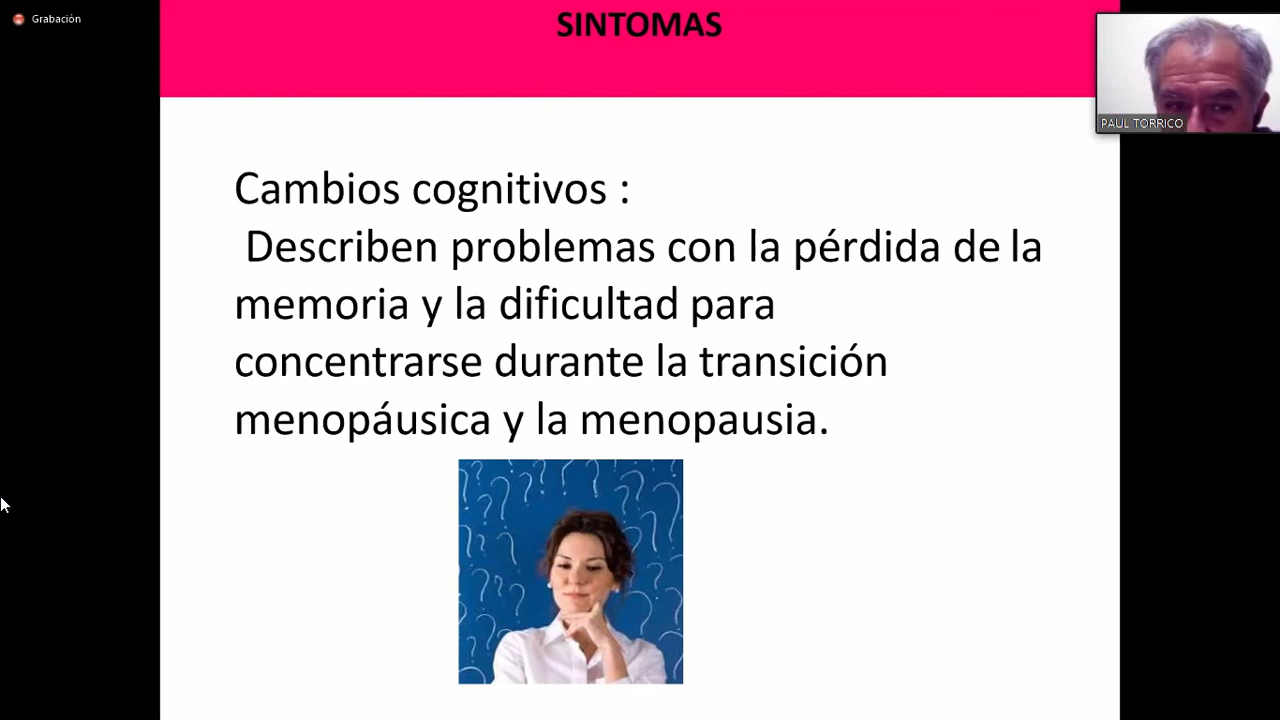 Grabación
SINTOMAS
PAUL TORRICO
Cambios cognitivos :
Describen problemas con la pérdida de la
memoria y la dificultad para
concentrarse durante la transición
menopáusica y la menopausia.